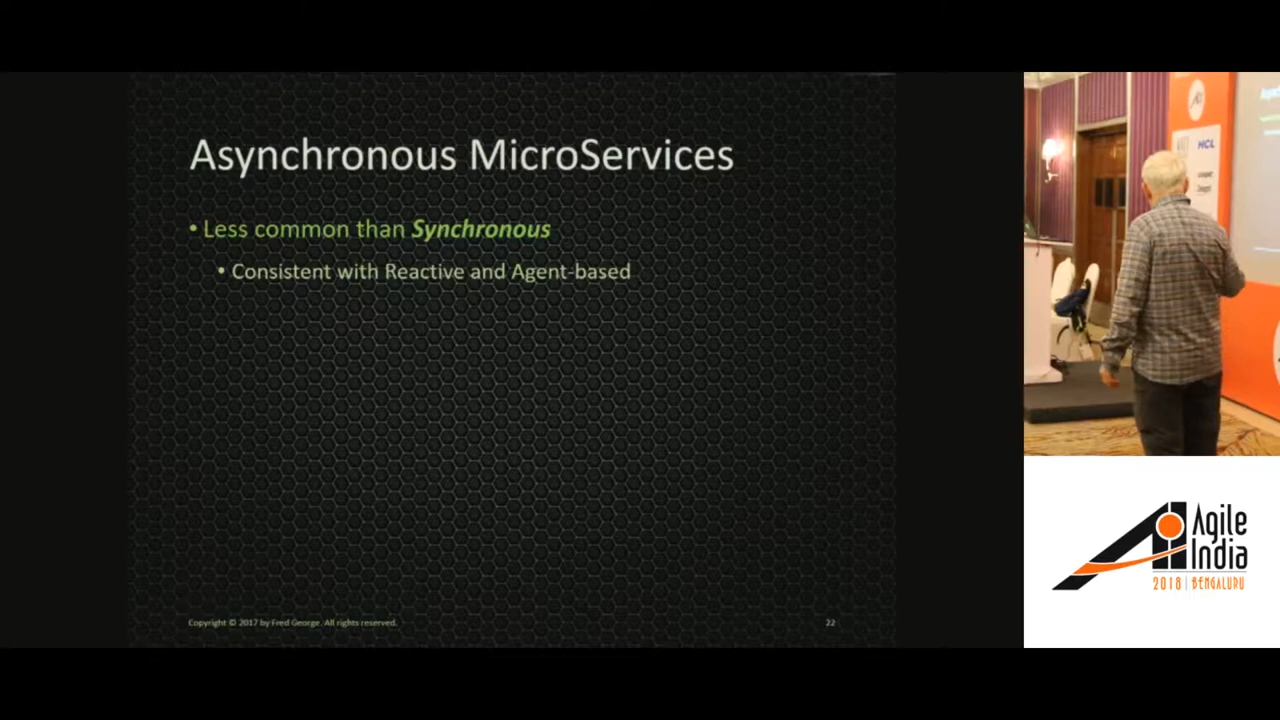 Asynchronous MicroServices
• Less common than Synchronous
• Consistent with Reactive and Agent-based
Copyright © 2017 by Fred George. All rights reserved.
22
HCL
Agile
India
2018 | BENGALURU